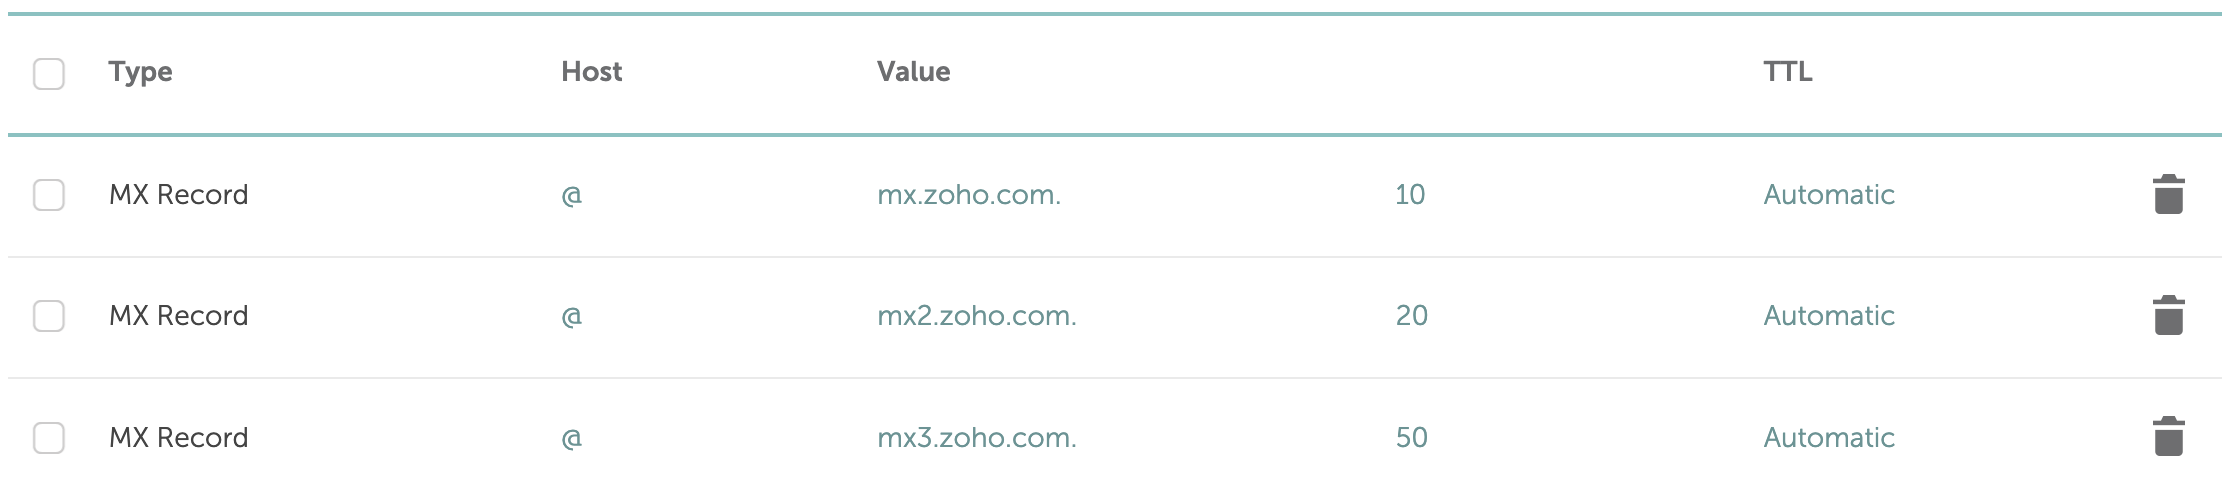 Type Host Value TTL
MX Record @ mx.zoho.com. 10 Automatic
MX Record @ mx2.zoho.com. 20 Automatic
MX Record @ mx3.zoho.com. 50 Automatic